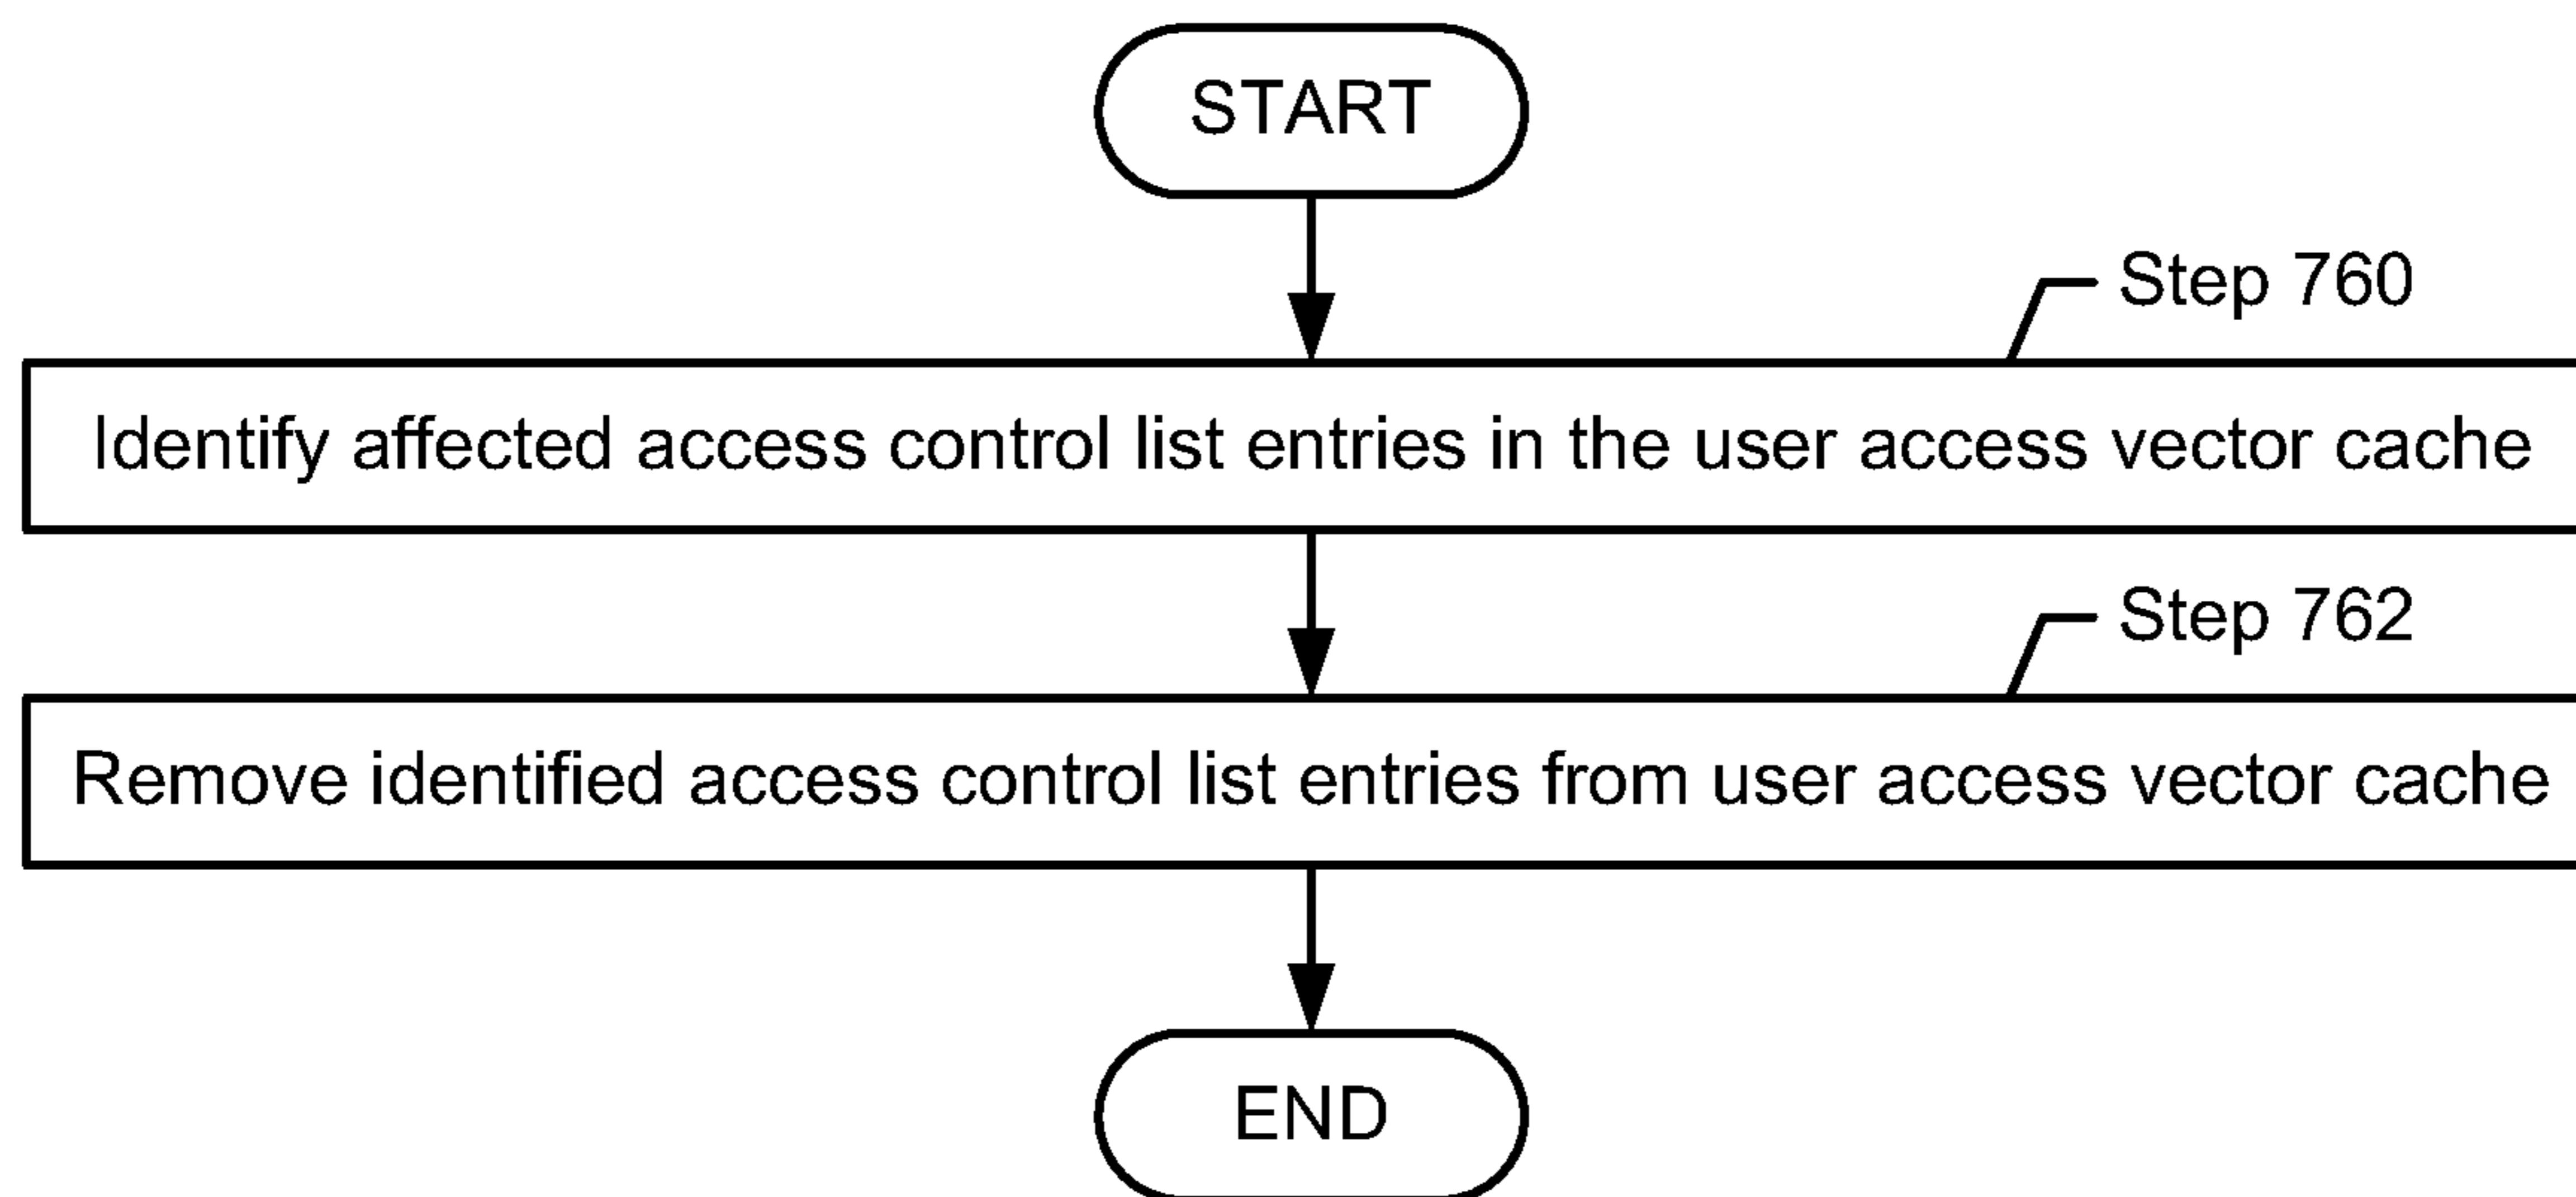 START
Step 760
Identify affected access control list entries in the user access vector cache
Step 762
Remove identified access control list entries from user access vector cache
END